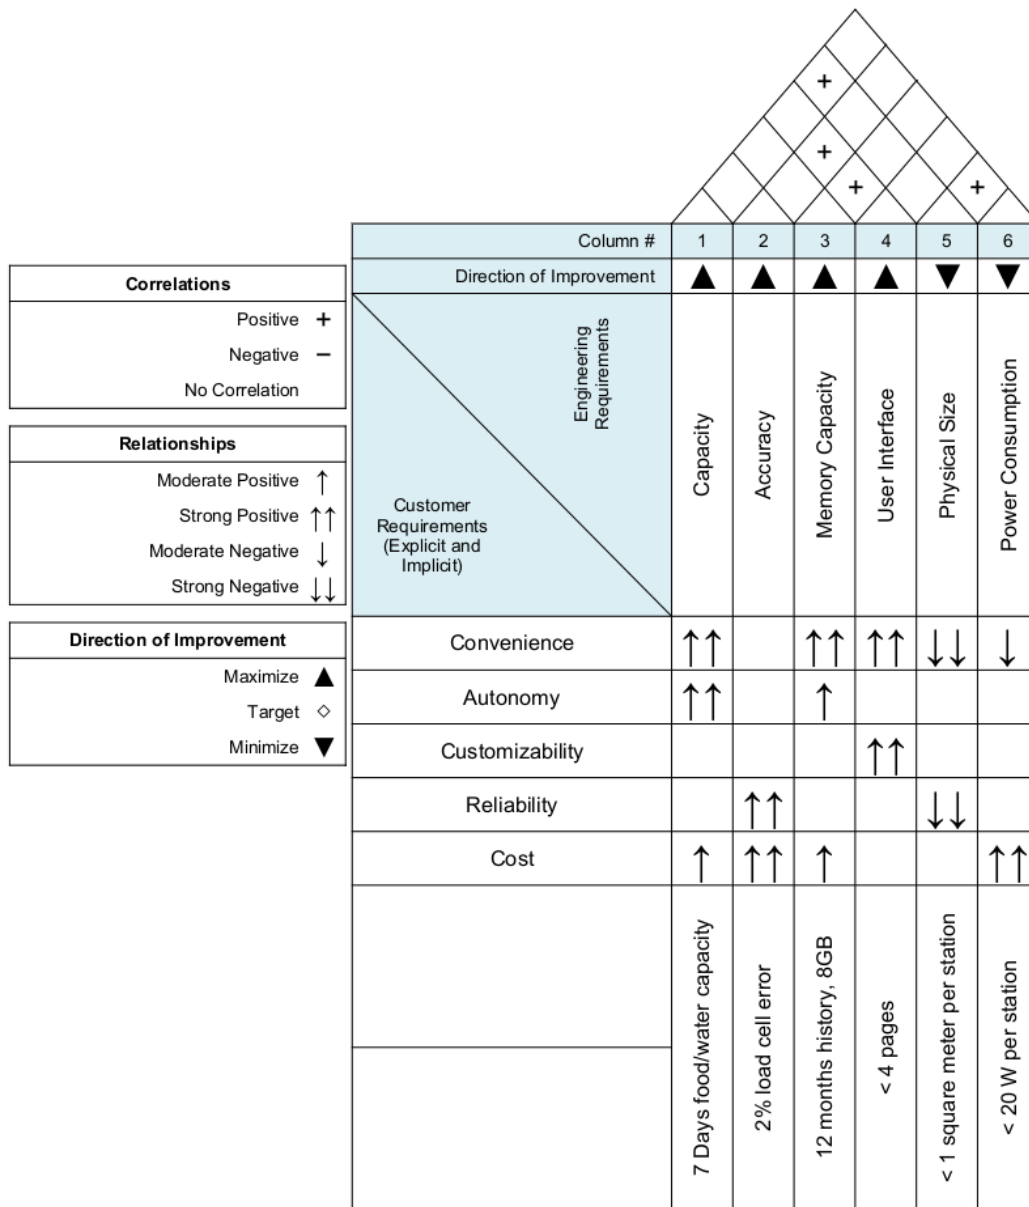 +
+
+
+
Column #
1
2
3
4
5
6
Direction of Improvement
▲
▲
▲
▲
▼
▼
Correlations
Positive +
Negative −
No Correlation
Relationships
Moderate Positive ↑
Strong Positive ↑↑
Moderate Negative ↓
Strong Negative ↓↓
Direction of Improvement
Maximize ▲
Target ◇
Minimize ▼
Engineering
Requirements
Customer
Requirements
(Explicit and
Implicit)
Capacity
Accuracy
Memory Capacity
User Interface
Physical Size
Power Consumption
Convenience
↑↑
↑↑
↑↑
↓↓
↓
Autonomy
↑↑
↑
Customizability
↑↑
Reliability
↑↑
↓↓
Cost
↑
↑↑
↑
↑↑
7 Days food/water capacity
2% load cell error
12 months history, 8GB
< 4 pages
< 1 square meter per station
< 20 W per station